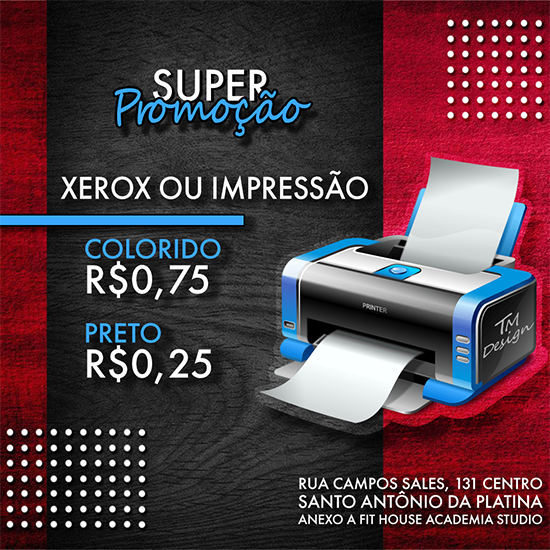 SUPER
Promoção
XEROX OU IMPRESSÃO
COLORIDO
R$0,75
PRETO
R$0,25
PRINTER
TM
Design
RUA CAMPOS SALES, 131 CENTRO
SANTO ANTÔNIO DA PLATINA
ANEXO A FIT HOUSE ACADEMIA STUDIO